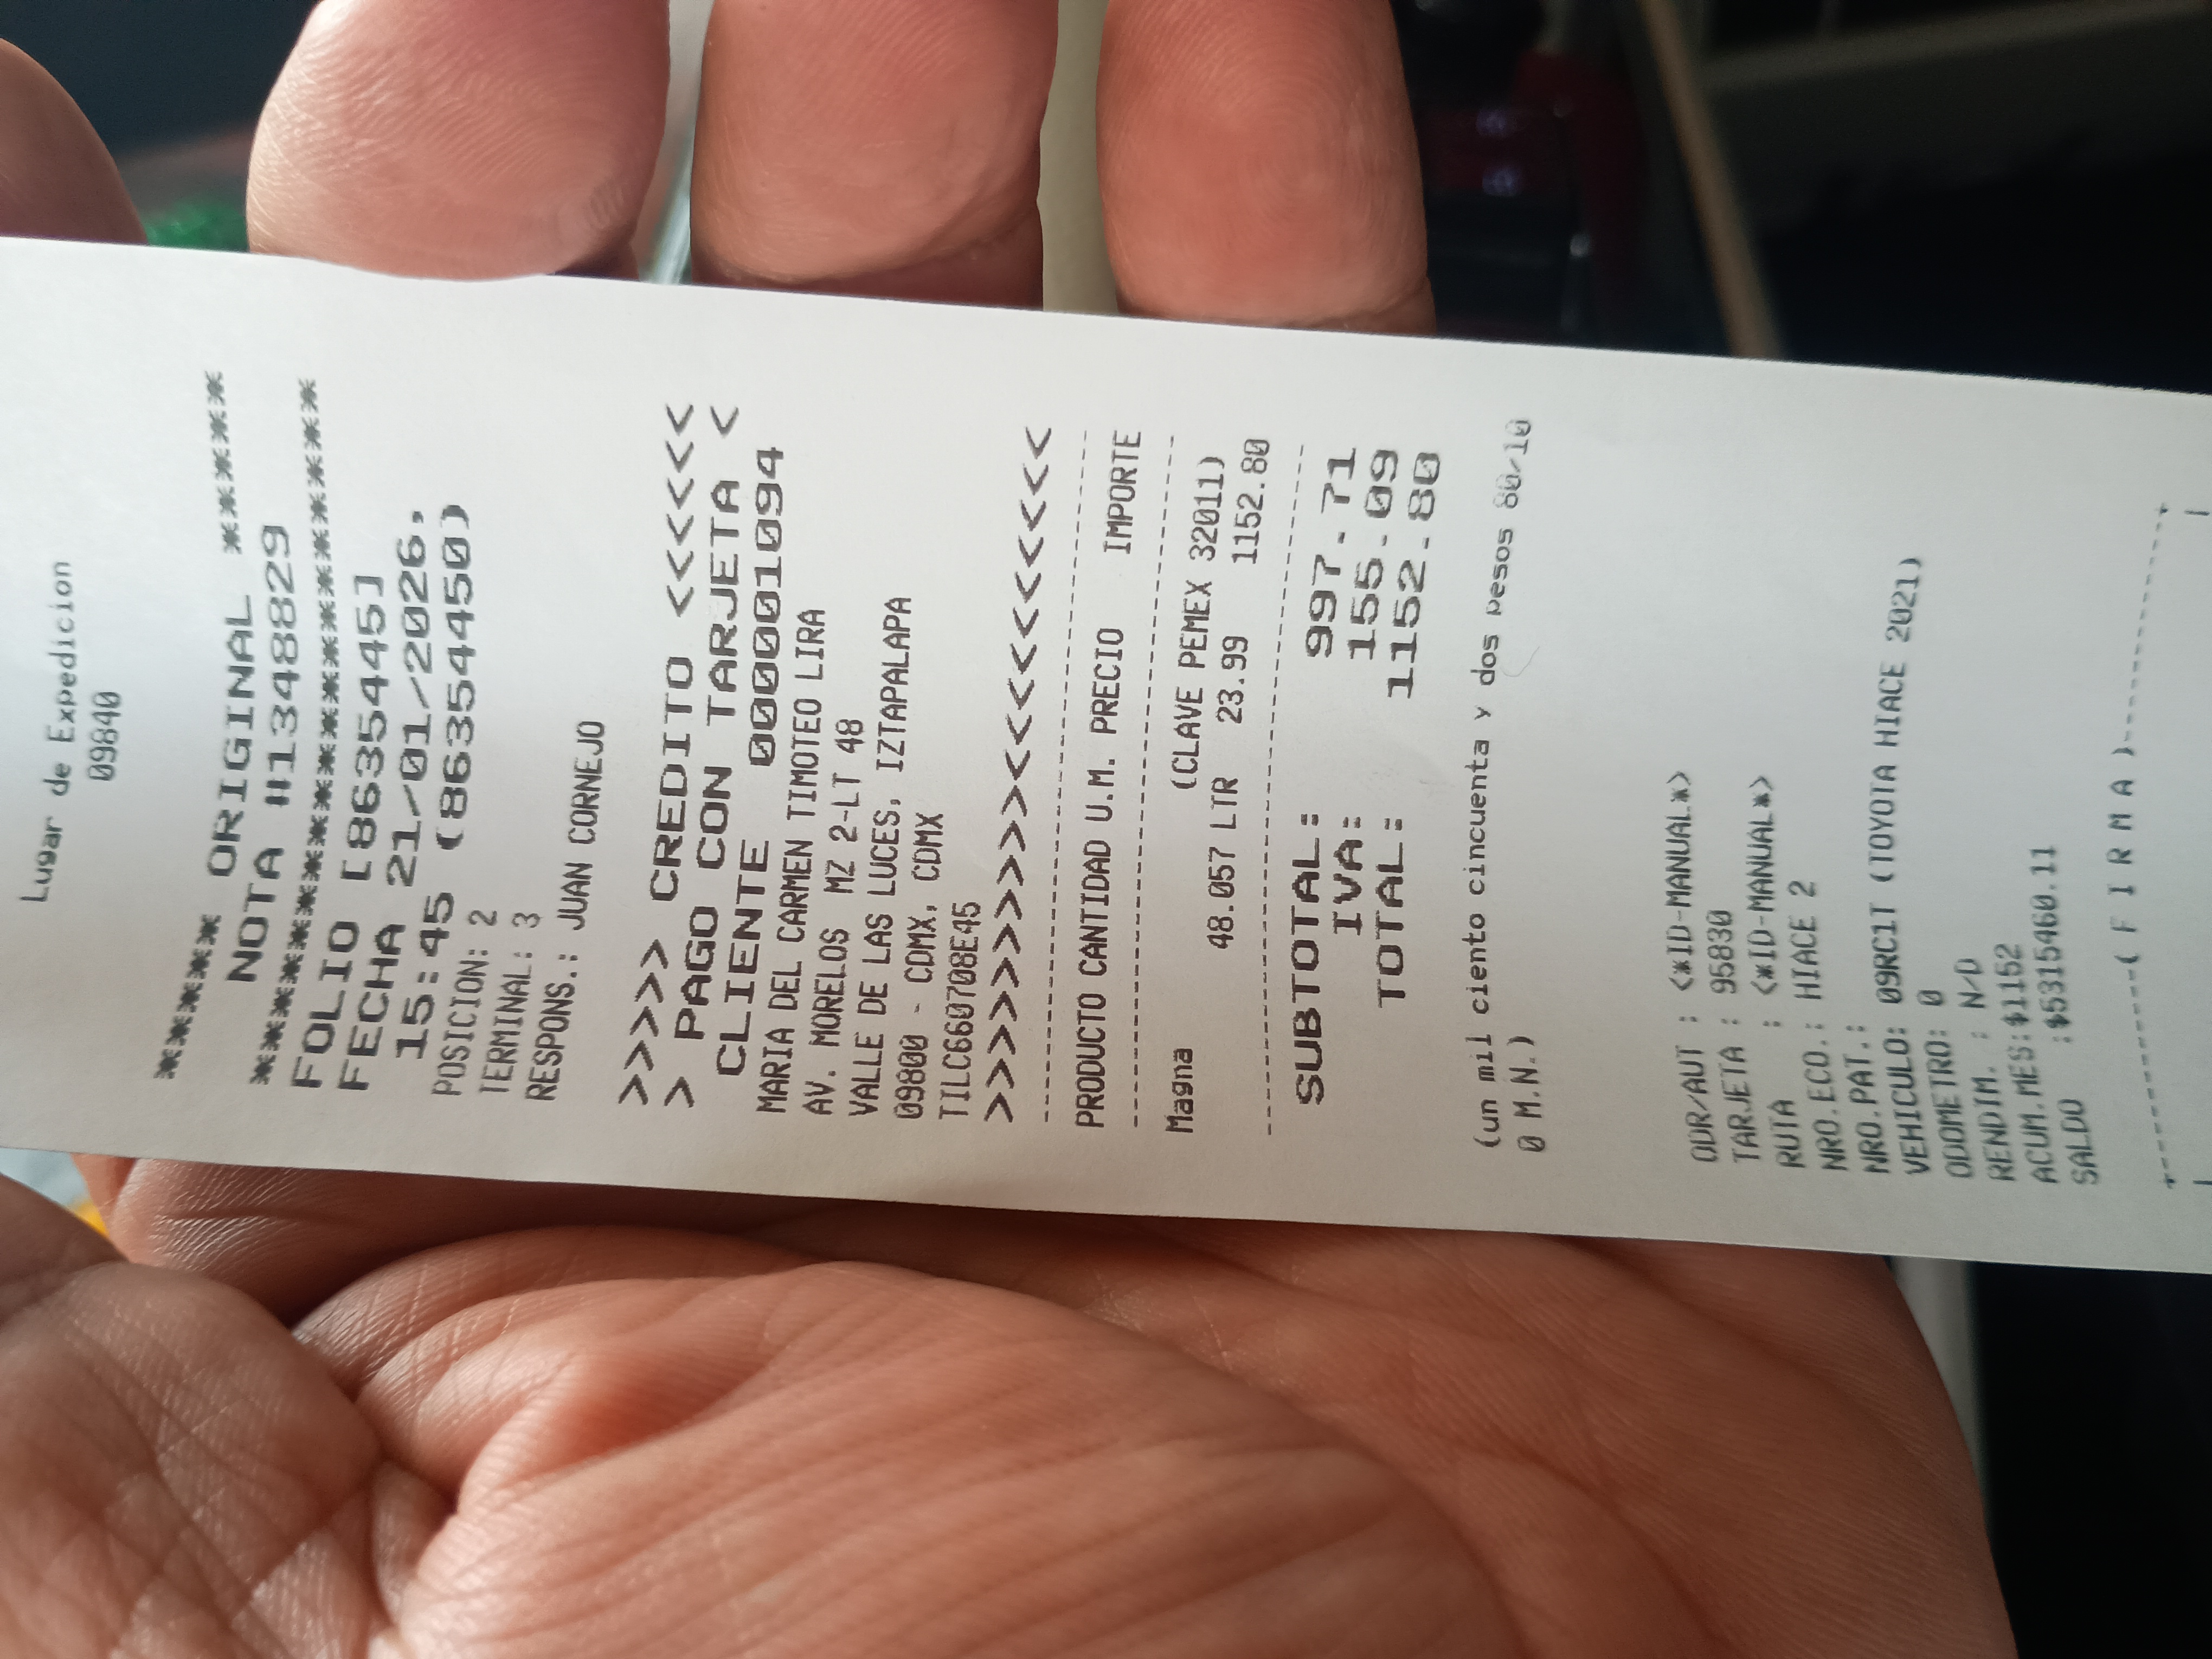 Lugar de Expedicion
09840
****** ORIGINAL ******
NOTA #1348829
**********************
FOLIO [8635445]
FECHA 21/01/2026,
15:45 (86354450)
POSICION: 2
TERMINAL: 3
RESPONS.: JUAN CORNEJO
>>>>> CREDITO <<<<<<
> PAGO CON TARJETA <
CLIENTE 0000001094
MARIA DEL CARMEN TIMOTEO LIRA
AV. MORELOS MZ 2-LT 48
VALLE DE LAS LUCES, IZTAPALAPA
09800 - CDMX, CDMX
TILC660708E45
>>>>>>>>>><<<<<<<<<<
PRODUCTO CANTIDAD U.M. PRECIO IMPORTE
Magna (CLAVE PEMEX 32011)
48.057 LTR 23.99 1152.80
SUBTOTAL: 997.71
IVA: 155.09
TOTAL: 1152.80
(un mil ciento cincuenta y dos pesos 80/10
0 M.N.)
ODR/AUT : <*ID-MANUAL*>
TARJETA : 95830
RUTA : <*ID-MANUAL*>
NRO.ECO.: HIACE 2
NRO.PAT.:
VEHICULO: 09RC1T (TOYOTA HIACE 2021)
ODOMETRO: 0
RENDIM. : N/D
ACUM.MES:$1152
SALDO :$5315460.11
+------( F I R M A )------+